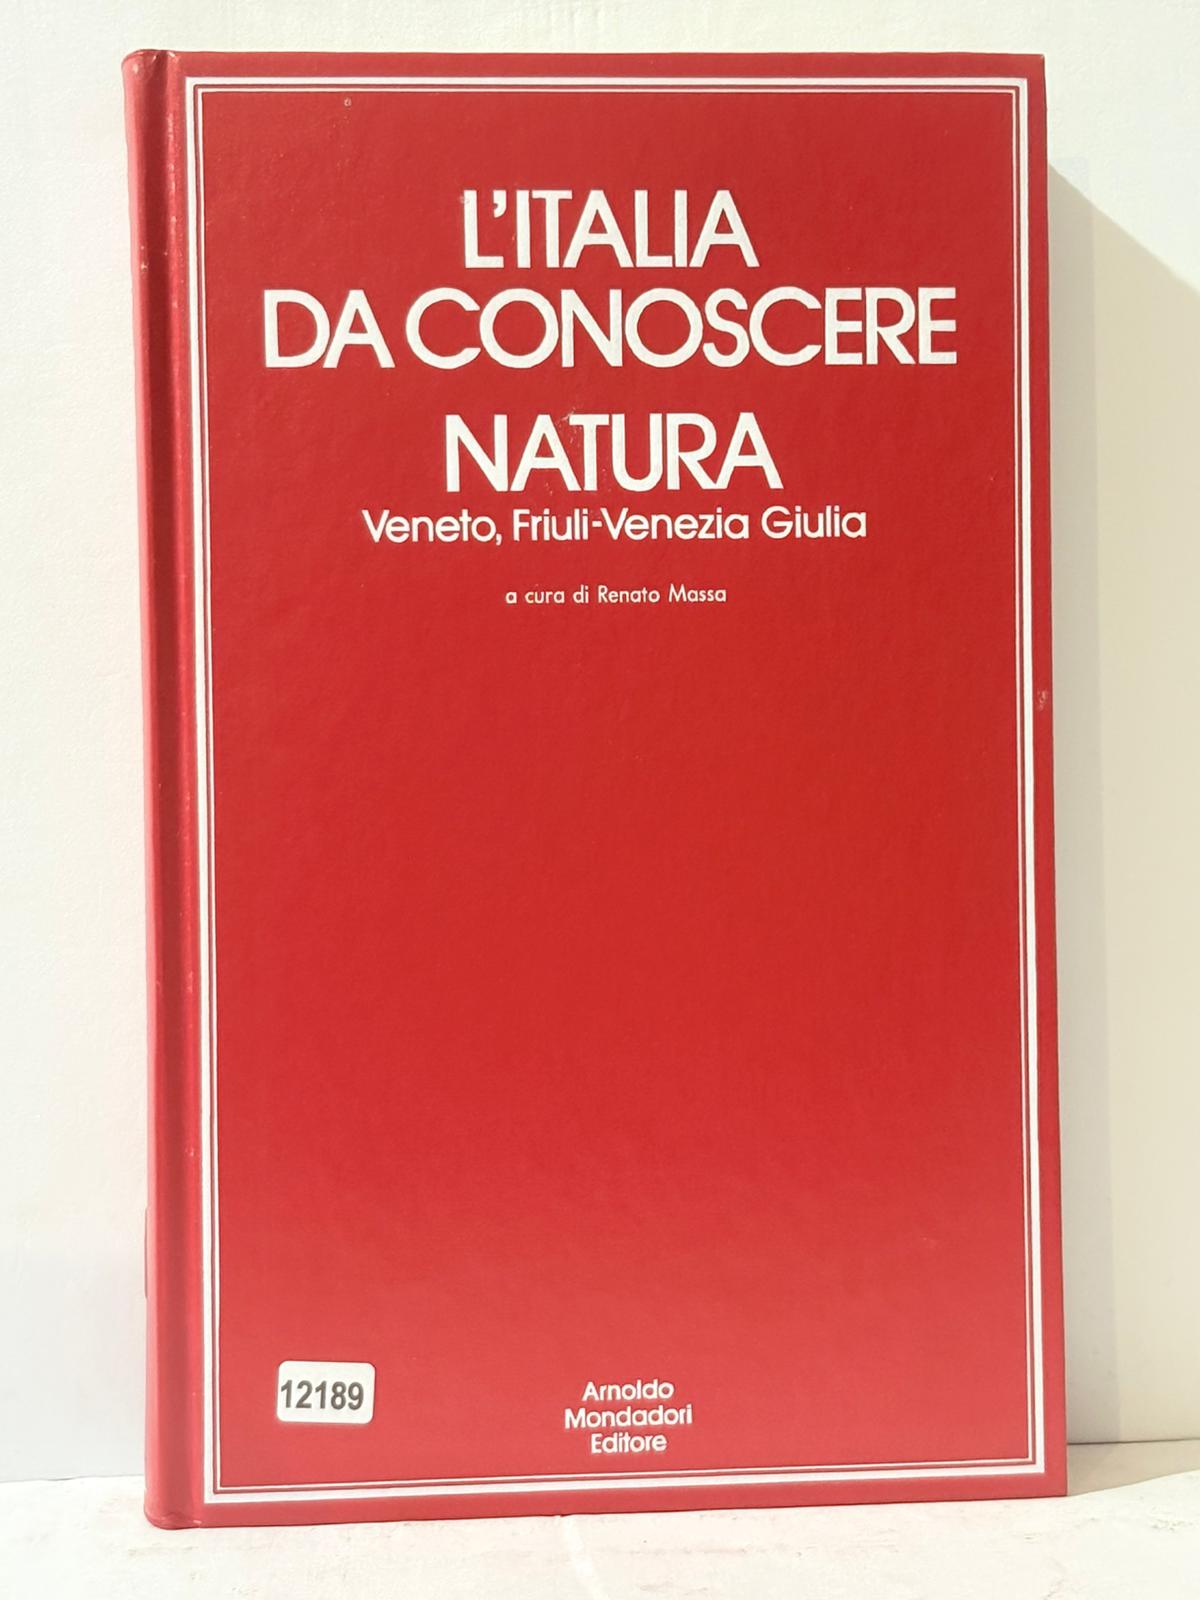 L'ITALIA
DA CONOSCERE
NATURA
Veneto, Friuli-Venezia Giulia
a cura di Renato Massa
12189
Arnoldo
Mondadori
Editore